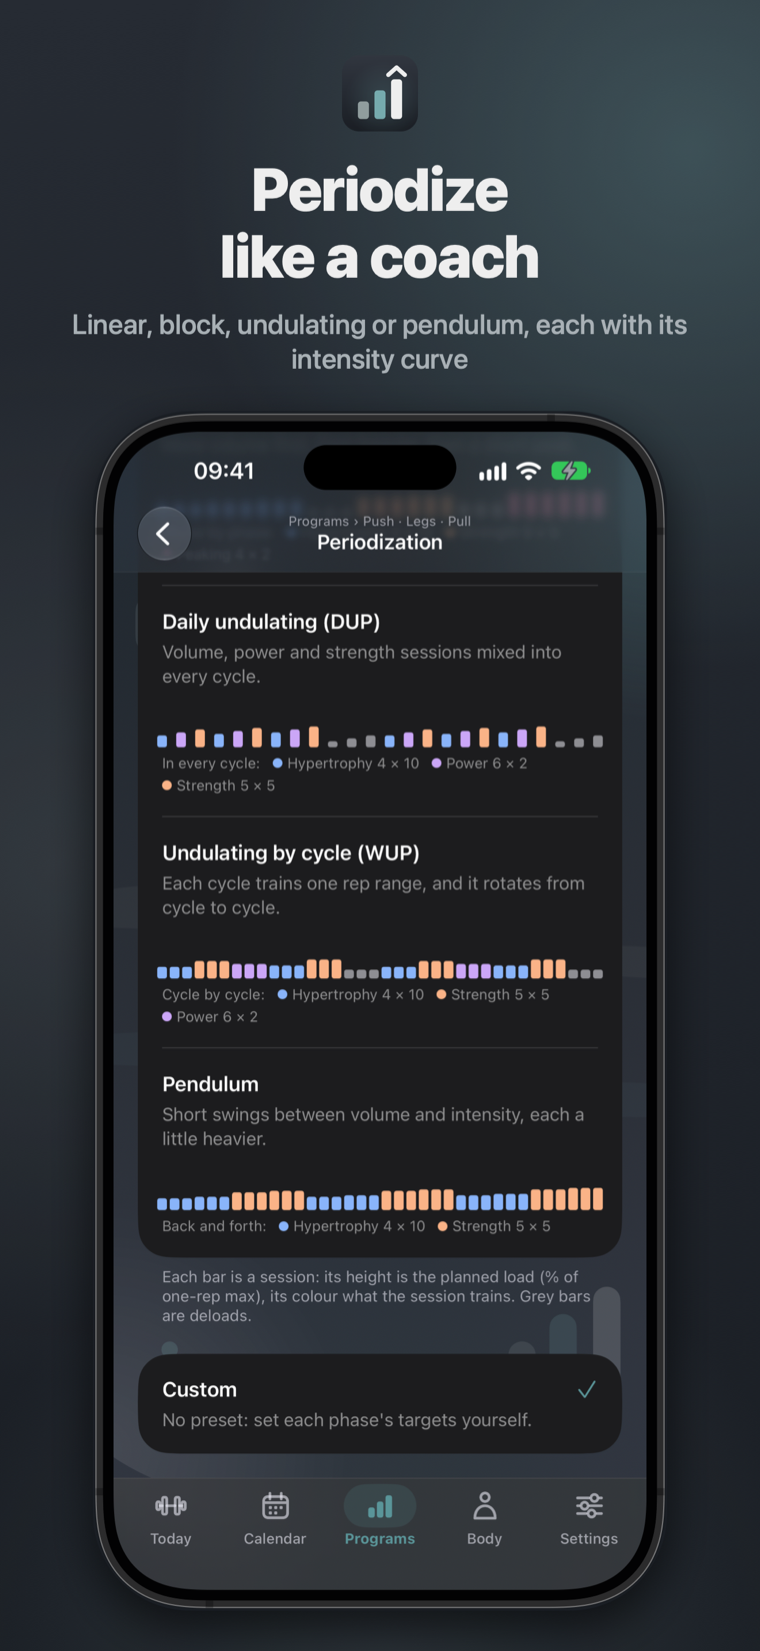 Periodize
like a coach
Linear, block, undulating or pendulum, each with its
intensity curve
09:41
Programs › Push · Legs · Pull
Periodization
Daily undulating (DUP)
Volume, power and strength sessions mixed into
every cycle.
In every cycle: Hypertrophy 4 × 10 Power 6 × 2
Strength 5 × 5
Undulating by cycle (WUP)
Each cycle trains one rep range, and it rotates from
cycle to cycle.
Cycle by cycle: Hypertrophy 4 × 10 Strength 5 × 5
Power 6 × 2
Pendulum
Short swings between volume and intensity, each a
little heavier.
Back and forth: Hypertrophy 4 × 10 Strength 5 × 5
Each bar is a session: its height is the planned load (% of
one-rep max), its colour what the session trains. Grey bars
are deloads.
Custom
No preset: set each phase's targets yourself.
Today Calendar Programs Body Settings